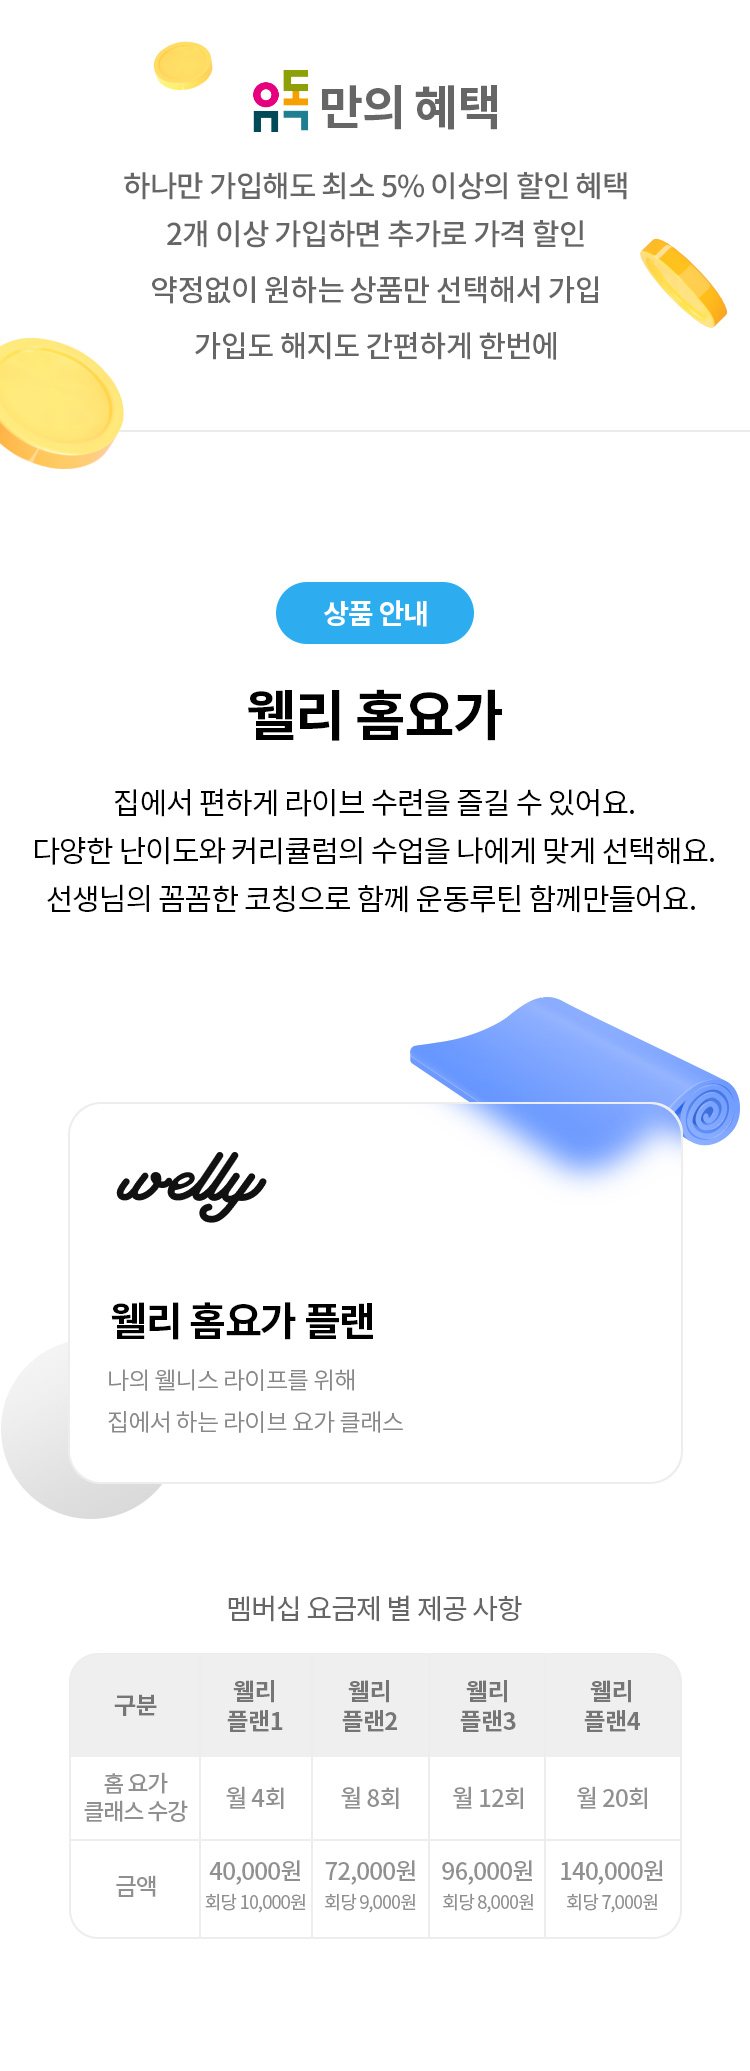 유독 만의 혜택
하나만 가입해도 최소 5% 이상의 할인 혜택
2개 이상 가입하면 추가로 가격 할인
약정없이 원하는 상품만 선택해서 가입
가입도 해지도 간편하게 한번에
상품 안내
웰리 홈요가
집에서 편하게 라이브 수련을 즐길 수 있어요.
다양한 난이도와 커리큘럼의 수업을 나에게 맞게 선택해요.
선생님의 꼼꼼한 코칭으로 함께 운동루틴 함께만들어요.
welly
웰리 홈요가 플랜
나의 웰니스 라이프를 위해
집에서 하는 라이브 요가 클래스
멤버십 요금제 별 제공 사항
구분
웰리
플랜1
웰리
플랜2
웰리
플랜3
웰리
플랜4
홈 요가
클래스 수강
월 4회
월 8회
월 12회
월 20회
금액
40,000원
회당 10,000원
72,000원
회당 9,000원
96,000원
회당 8,000원
140,000원
회당 7,000원